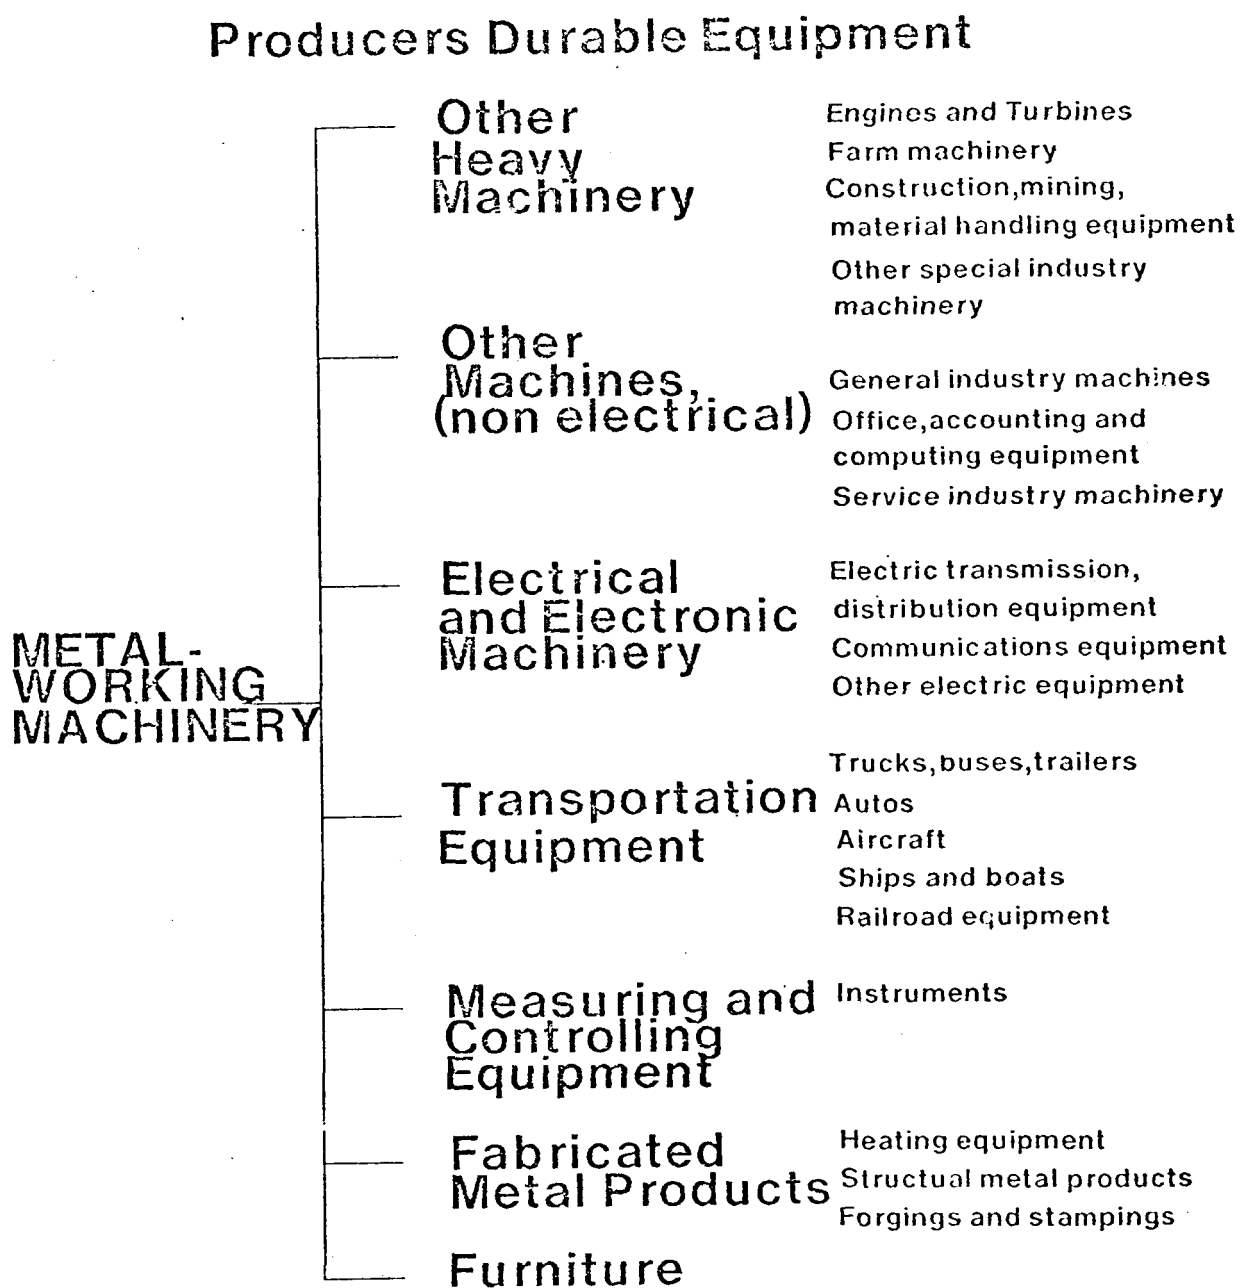 Producers Durable Equipment
METAL-
WORKING
MACHINERY
Other
Heavy
Machinery
Engines and Turbines
Farm machinery
Construction,mining,
material handling equipment
Other special industry
machinery
Other
Machines,
(non electrical)
General industry machines
Office,accounting and
computing equipment
Service industry machinery
Electrical
and Electronic
Machinery
Electric transmission,
distribution equipment
Communications equipment
Other electric equipment
Transportation
Equipment
Trucks,buses,trailers
Autos
Aircraft
Ships and boats
Railroad equipment
Measuring and
Controlling
Equipment
Instruments
Fabricated
Metal Products
Heating equipment
Structual metal products
Forgings and stampings
Furniture